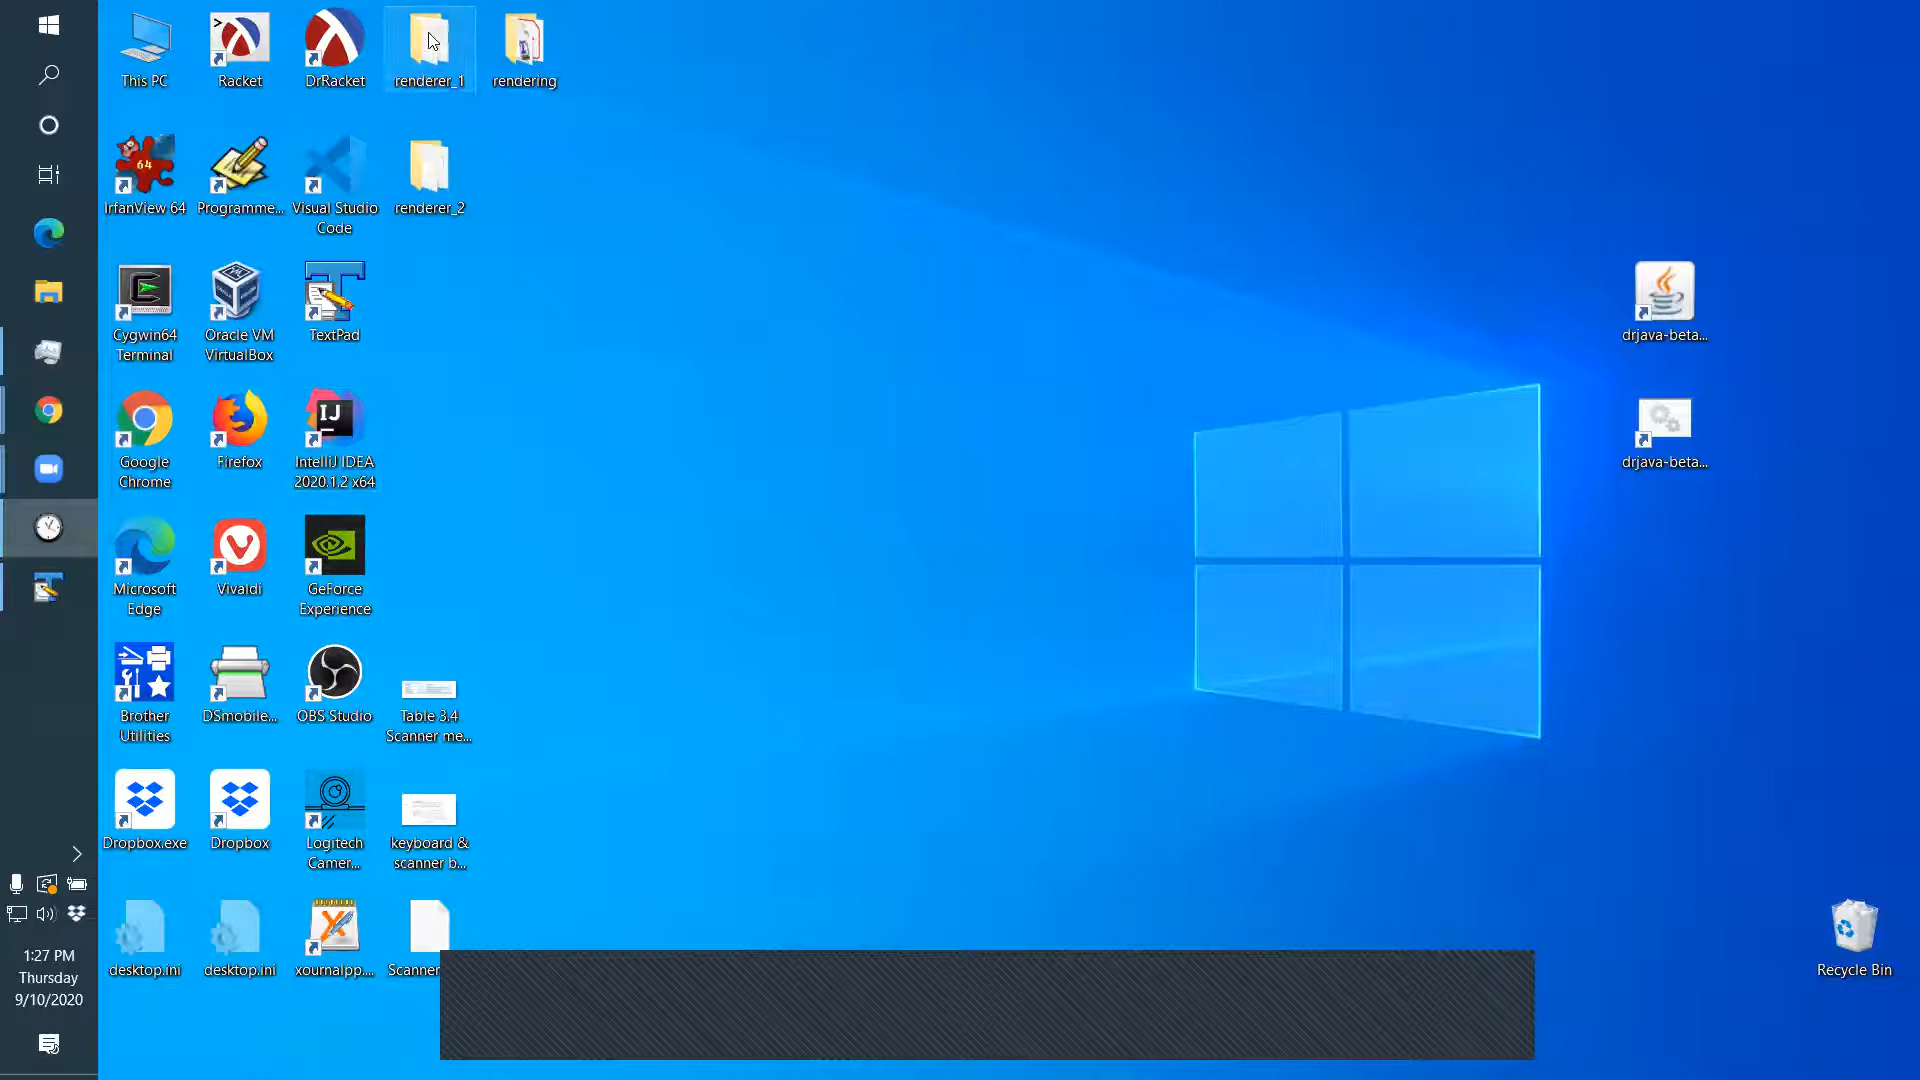 This PC
Racket
DrRacket
renderer_1
rendering
64
IrfanView 64
Programme...
Visual Studio
Code
renderer_2
Cygwin64
Terminal
Oracle VM
VirtualBox
TextPad
drjava-beta...
Google
Chrome
Firefox
IJ
IntelliJ IDEA
2020.1.2 x64
drjava-beta...
Microsoft
Edge
Vivaldi
GeForce
Experience
Brother
Utilities
DSmobile...
OBS Studio
Table 3.4
Scanner me...
Dropbox.exe
Dropbox
Logitech
Camer...
keyboard &
scanner b...
desktop.ini
desktop.ini
xournalpp....
Scanner
Recycle Bin
1:27 PM
Thursday
9/10/2020